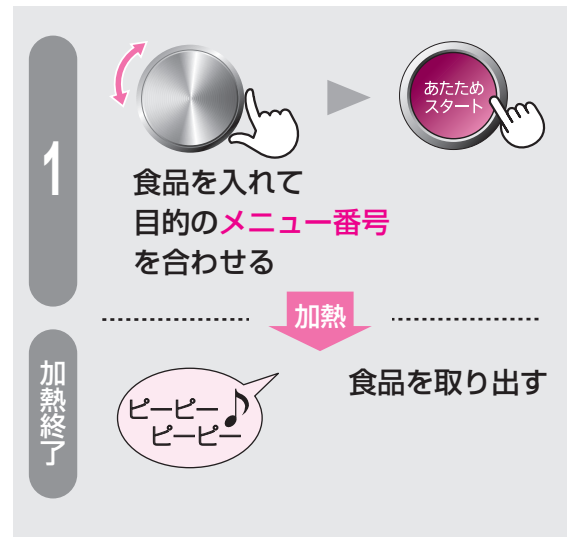 1
あたため
スタート
食品を入れて
目的のメニュー番号
を合わせる
加熱
加熱終了
ピーピー
ピーピー
食品を取り出す